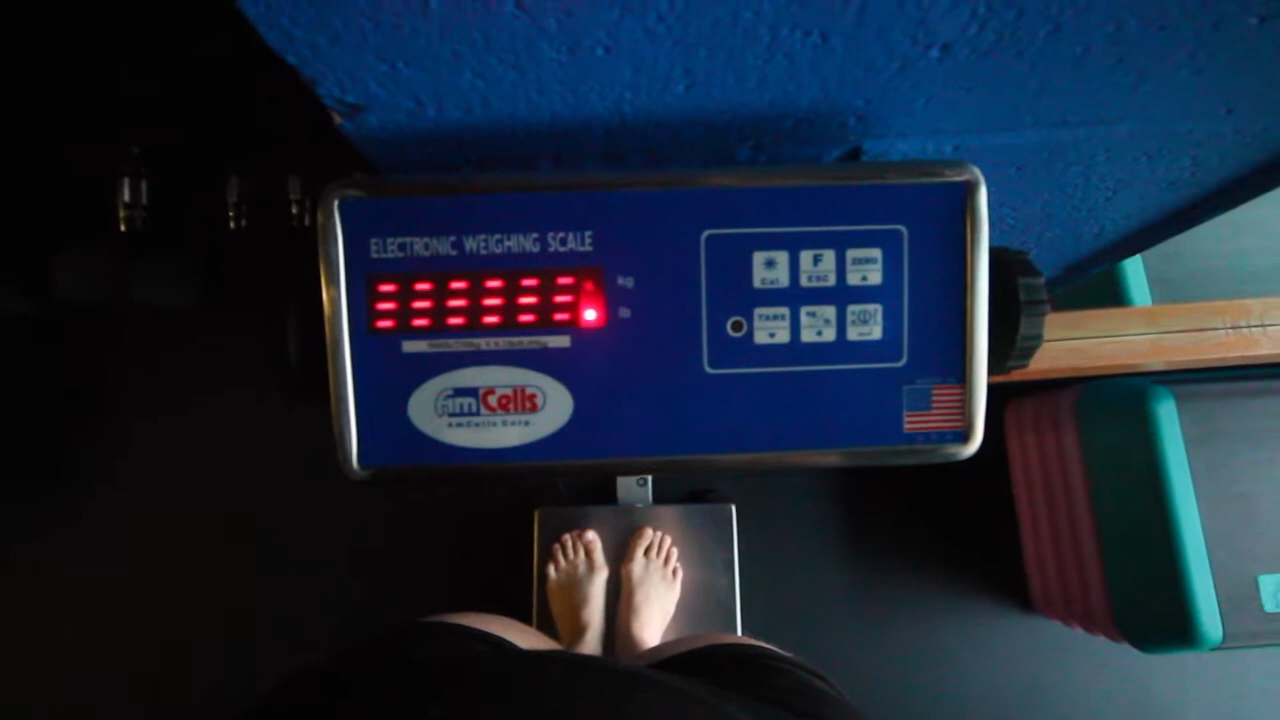 ELECTRONIC WEIGHING SCALE
kg
lb
Cal.
F
ESC
ZERO
TARE
AmCells
AmCells Corp.